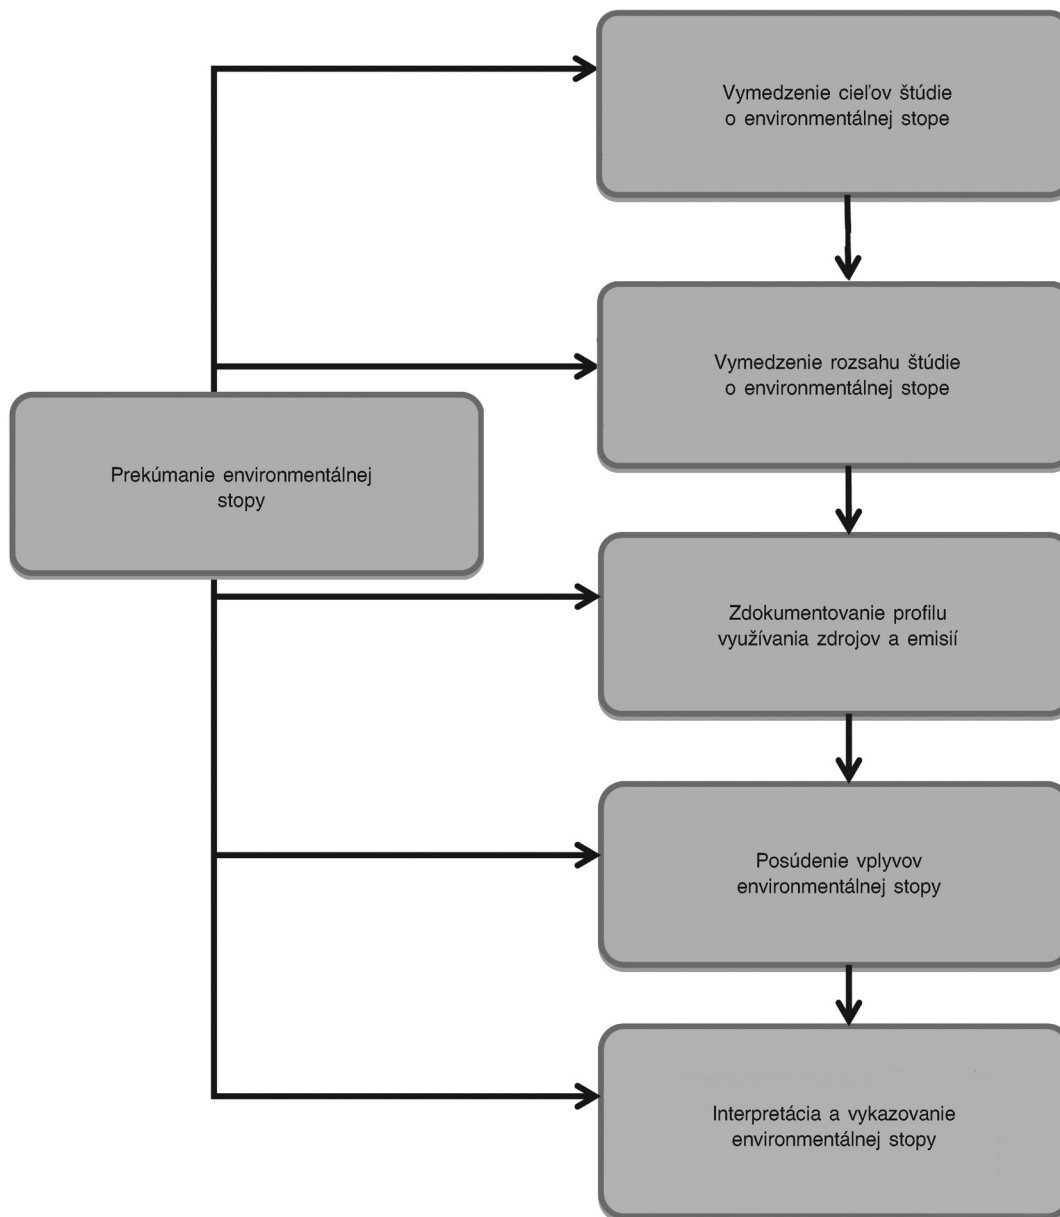 Vymedzenie cieľov štúdie
o environmentálnej stope
Vymedzenie rozsahu štúdie
o environmentálnej stope
Prekúmanie environmentálnej
stopy
Zdokumentovanie profilu
využívania zdrojov a emisií
Posúdenie vplyvov
environmentálnej stopy
Interpretácia a vykazovanie
environmentálnej stopy